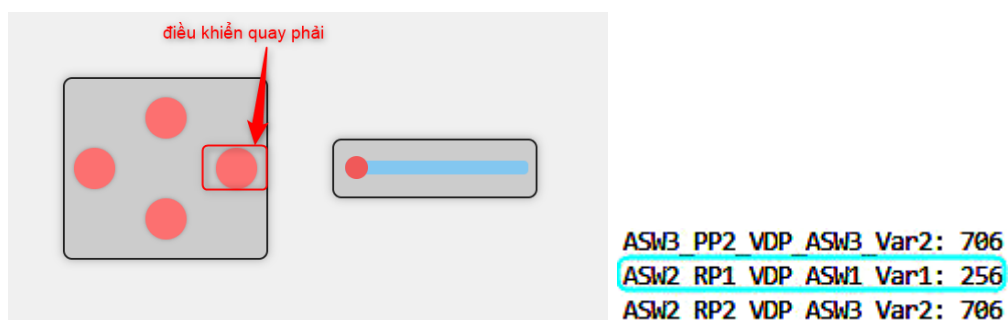 điều khiển quay phải
ASW3_PP2_VDP_ASW3_Var2: 706
ASW2_RP1_VDP_ASW1_Var1: 256
ASW2_RP2_VDP_ASW3_Var2: 706